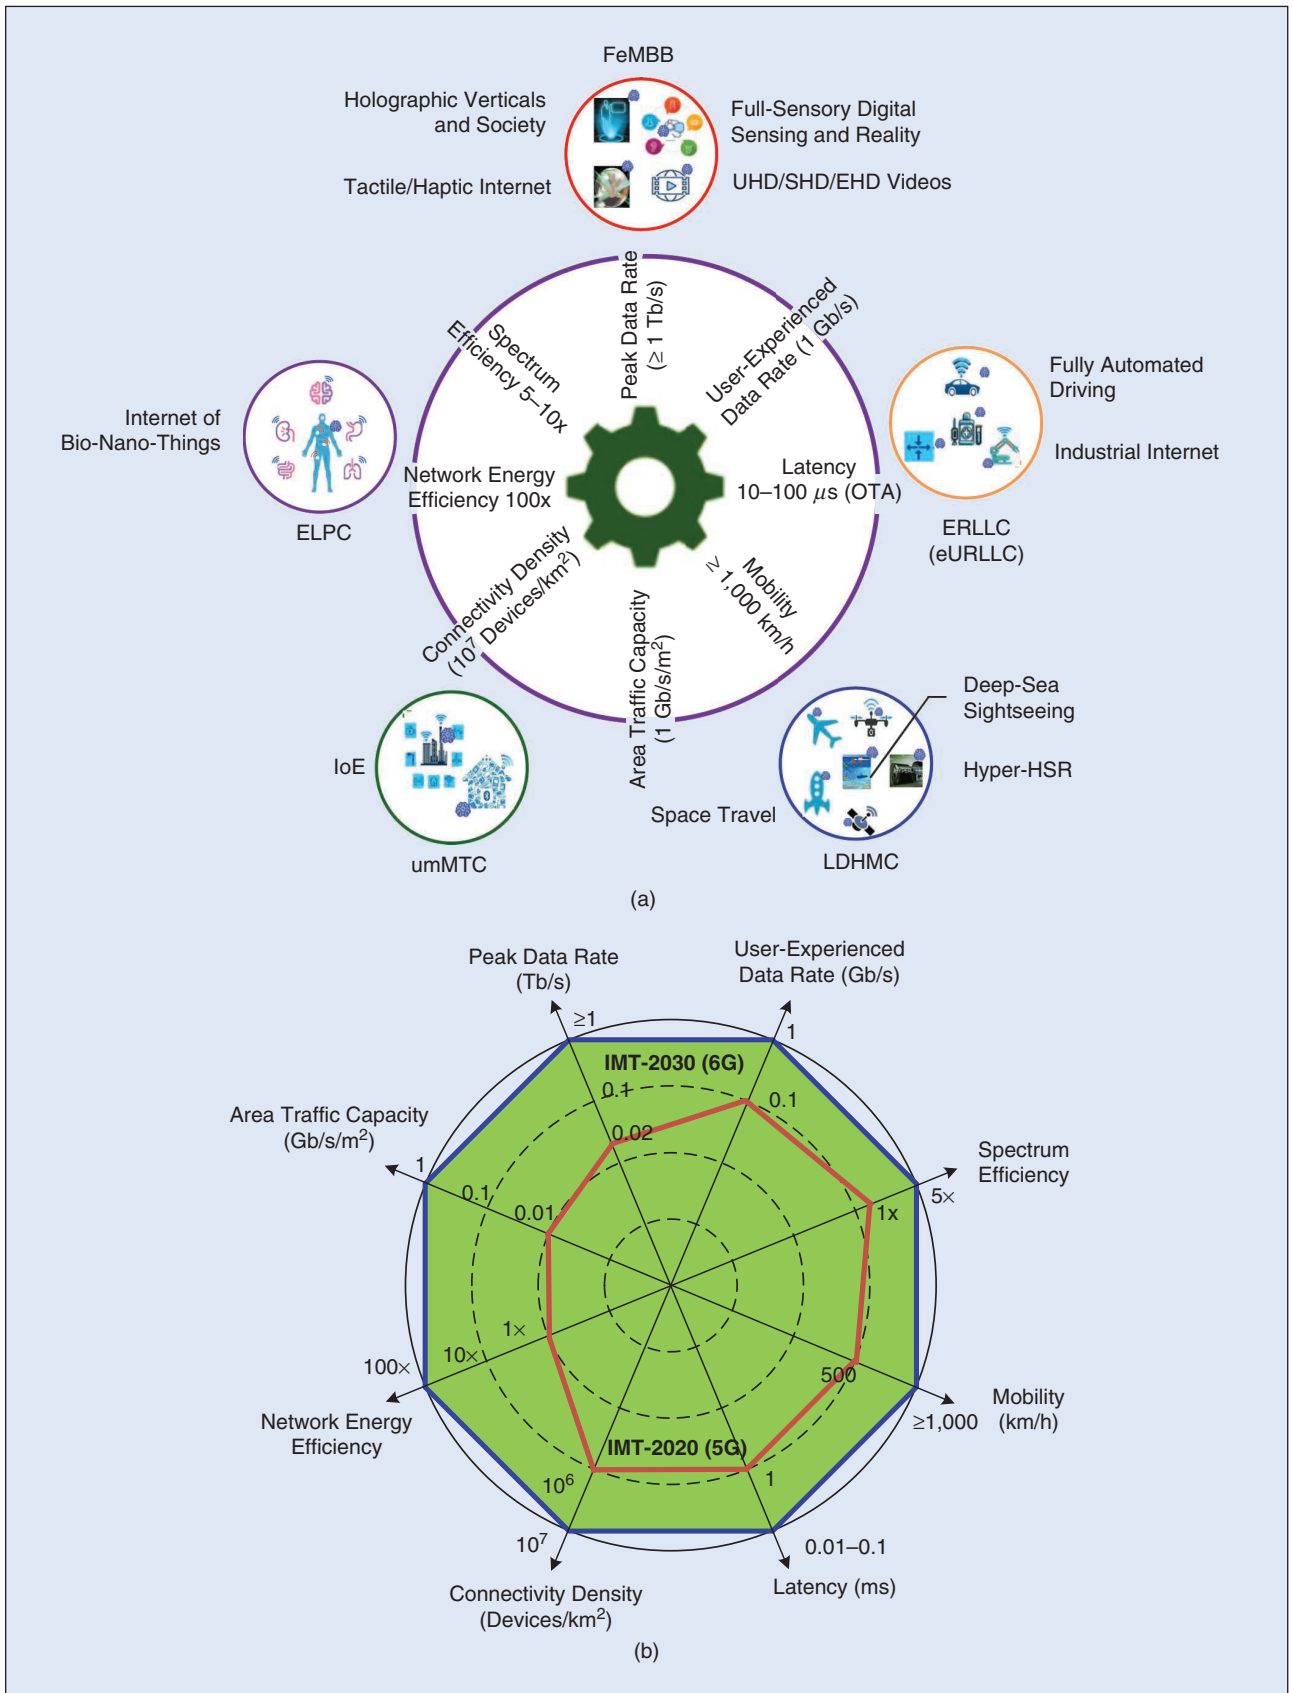 FeMBB
Holographic Verticals
and Society
Full-Sensory Digital
Sensing and Reality
Tactile/Haptic Internet
UHD/SHD/EHD Videos
Peak Data Rate
(≥ 1 Tb/s)
User-Experienced
Data Rate (1 Gb/s)
Spectrum
Efficiency 5–10x
Internet of
Bio-Nano-Things
ELPC
Network Energy
Efficiency 100x
Latency
10–100 μs (OTA)
Fully Automated
Driving
Industrial Internet
ERLLC
(eURLLC)
Connectivity Density
(10⁷ Devices/km²)
Area Traffic Capacity
(1 Gb/s/m²)
Mobility
≥ 1,000 km/h
IoE
umMTC
Deep-Sea
Sightseeing
Hyper-HSR
Space Travel
LDHMC
(a)
Peak Data Rate
(Tb/s)
User-Experienced
Data Rate (Gb/s)
≥1
1
IMT-2030 (6G)
0.1
0.1
0.02
Area Traffic Capacity
(Gb/s/m²)
1
0.1
0.01
Spectrum
Efficiency
5×
1x
1×
10×
100×
Network Energy
Efficiency
500
≥1,000
Mobility
(km/h)
IMT-2020 (5G)
10⁶
1
10⁷
0.01–0.1
Connectivity Density
(Devices/km²)
Latency (ms)
(b)